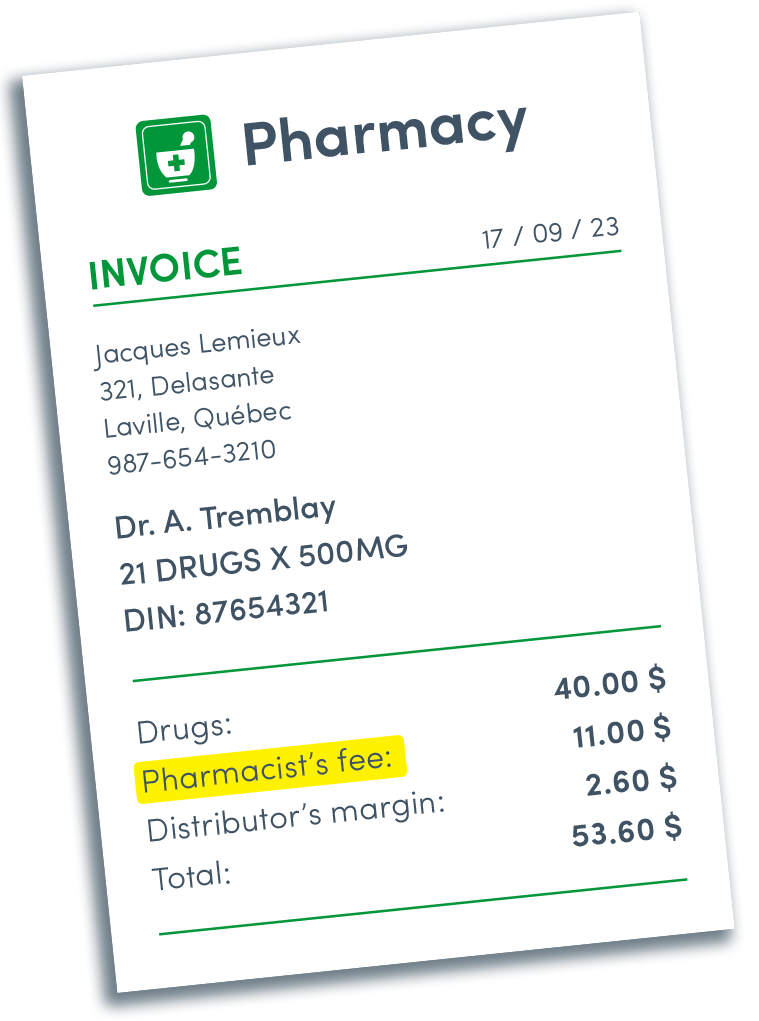 Pharmacy
INVOICE 17 / 09 / 23
Jacques Lemieux
321, Delasante
Laville, Québec
987-654-3210
Dr. A. Tremblay
21 DRUGS X 500MG
DIN: 87654321
Drugs: 40.00 $
Pharmacist’s fee: 11.00 $
Distributor’s margin: 2.60 $
Total: 53.60 $